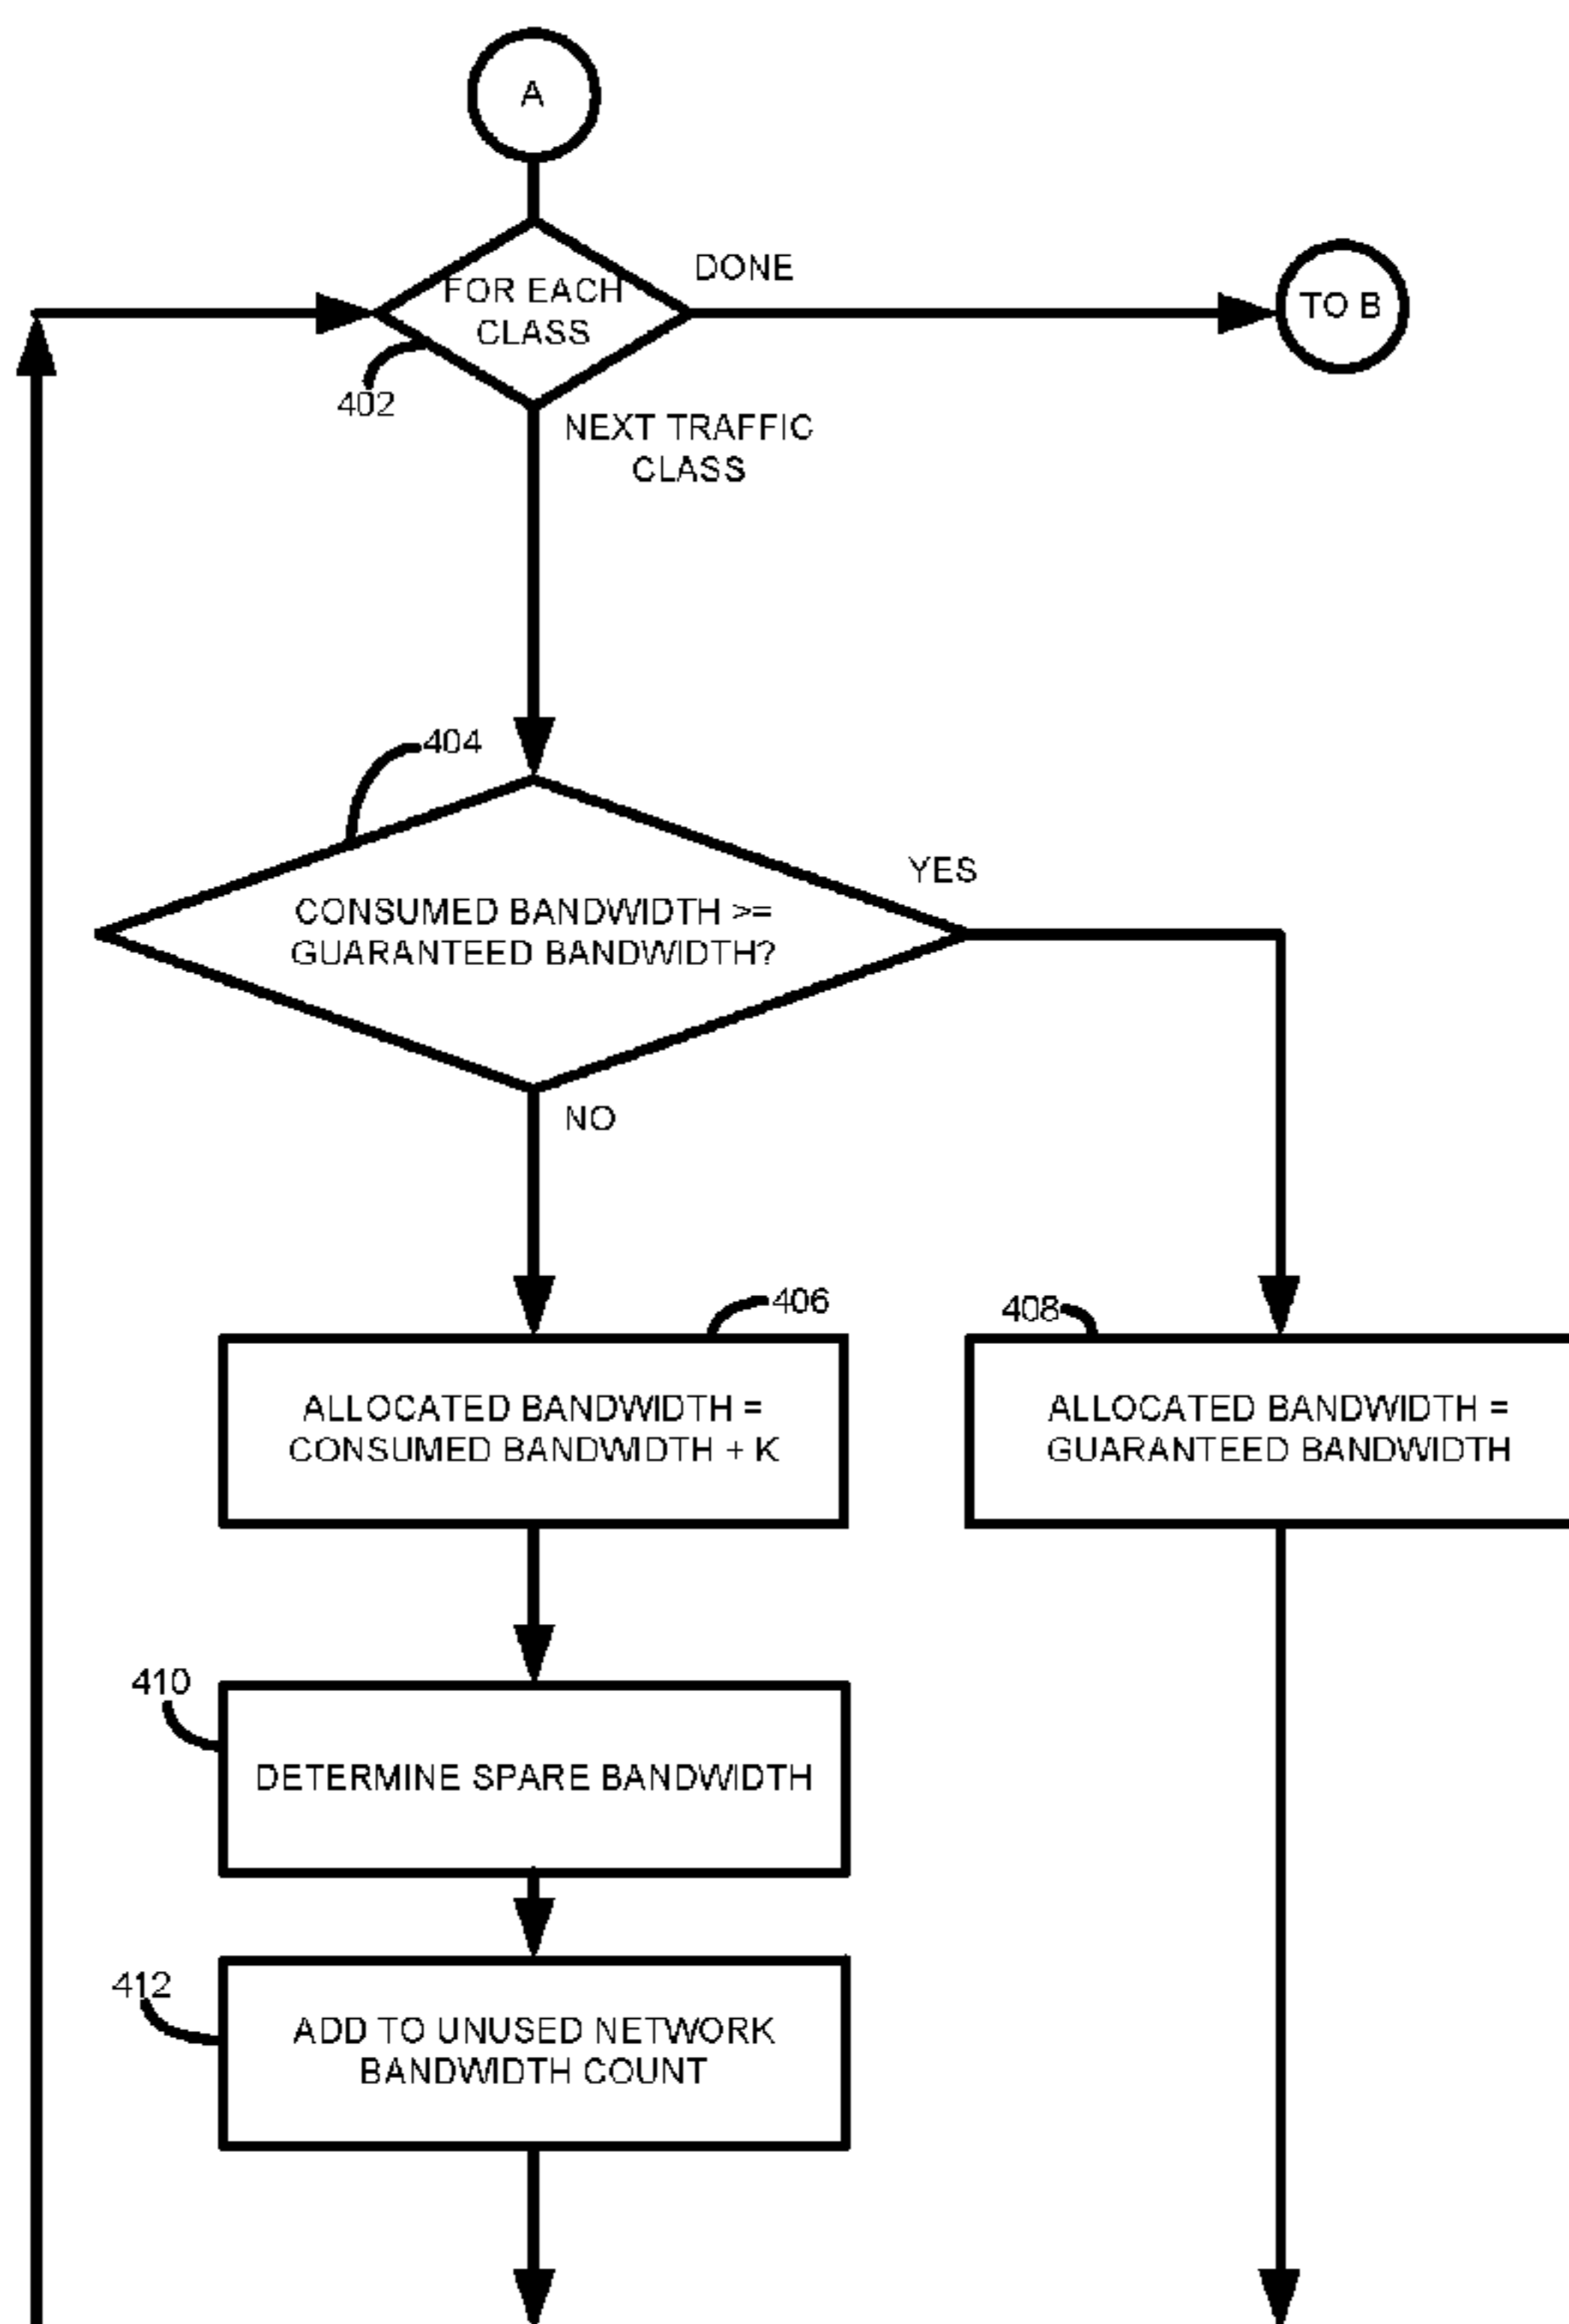 A
FOR EACH
CLASS
DONE
TO B
402
NEXT TRAFFIC
CLASS
404
YES
CONSUMED BANDWIDTH >=
GUARANTEED BANDWIDTH?
NO
406
408
ALLOCATED BANDWIDTH =
CONSUMED BANDWIDTH + K
ALLOCATED BANDWIDTH =
GUARANTEED BANDWIDTH
410
DETERMINE SPARE BANDWIDTH
412
ADD TO UNUSED NETWORK
BANDWIDTH COUNT